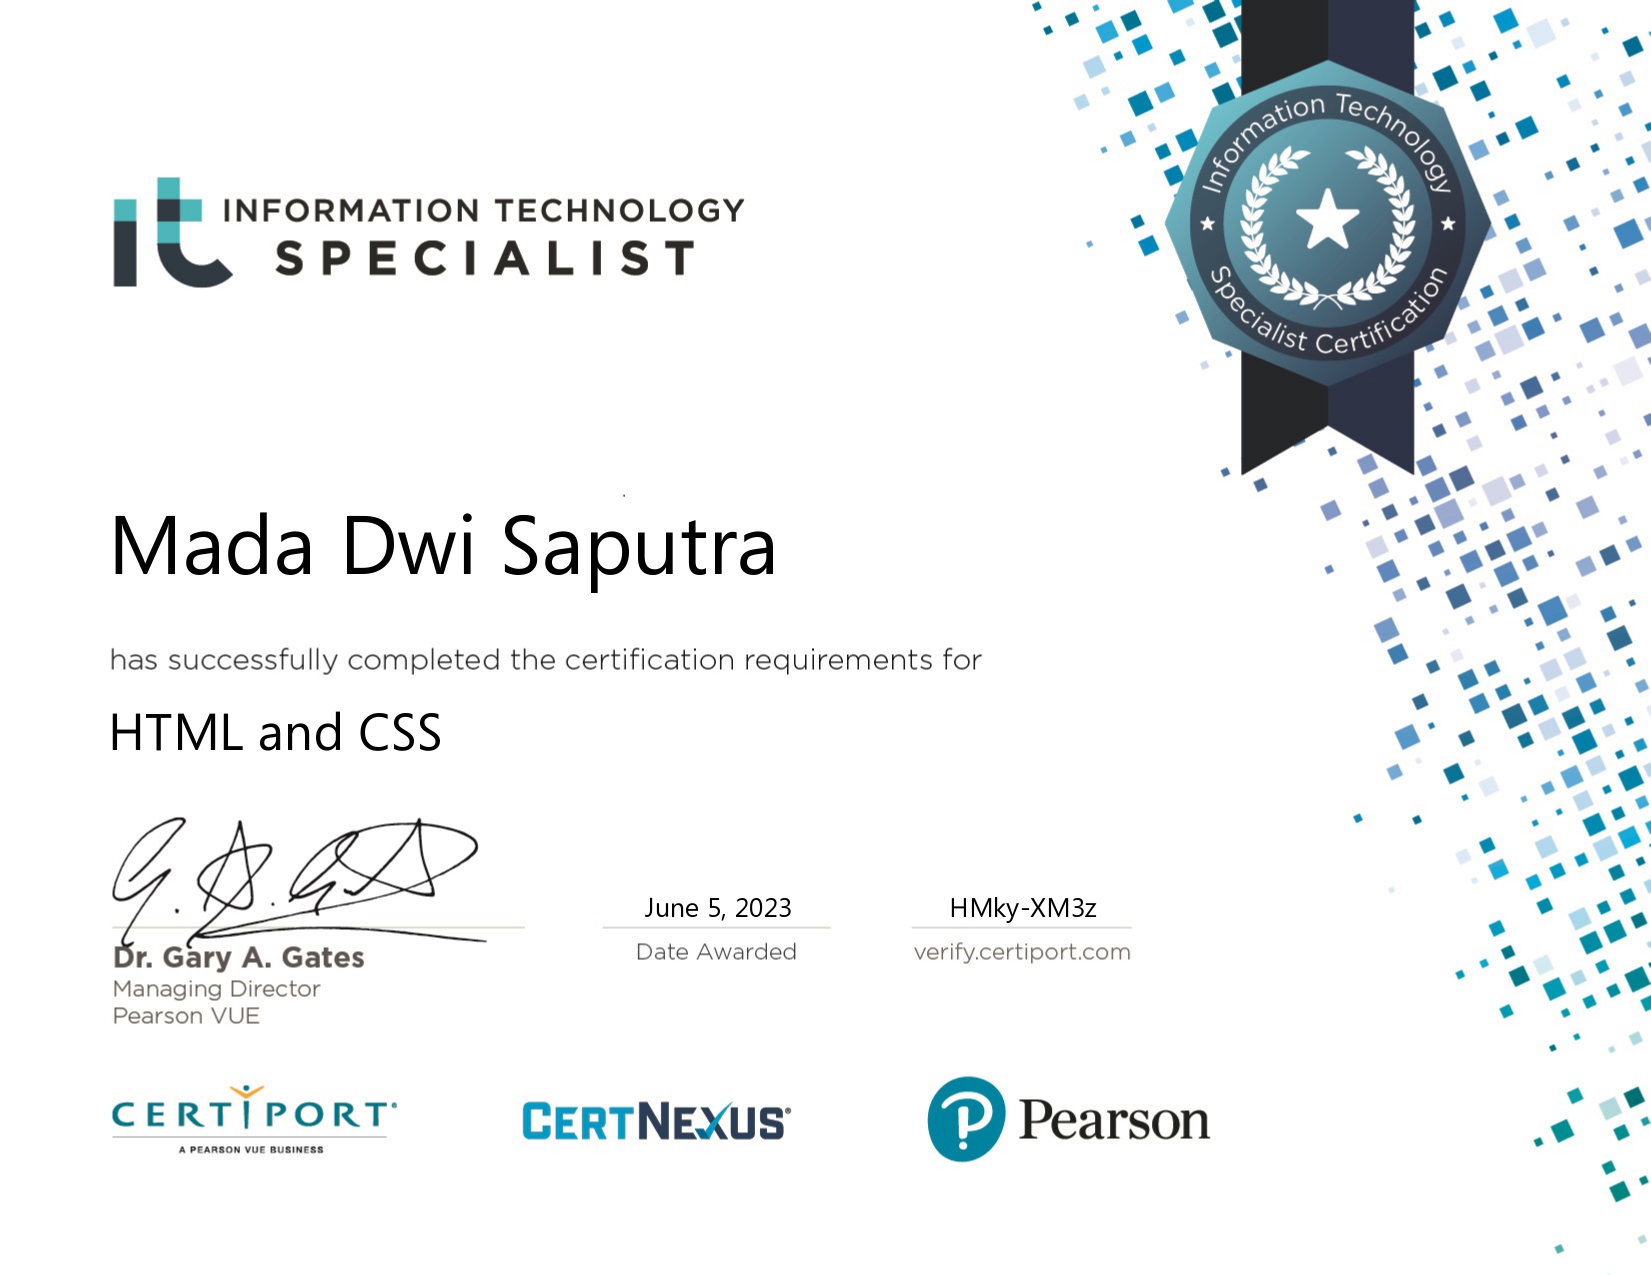 Information Technology
Specialist Certification
it INFORMATION TECHNOLOGY
SPECIALIST
Mada Dwi Saputra
has successfully completed the certification requirements for
HTML and CSS
June 5, 2023
HMky-XM3z
Dr. Gary A. Gates
Date Awarded
verify.certiport.com
Managing Director
Pearson VUE
CERTIPORT®
A PEARSON VUE BUSINESS
CERTNEXUS®
P Pearson